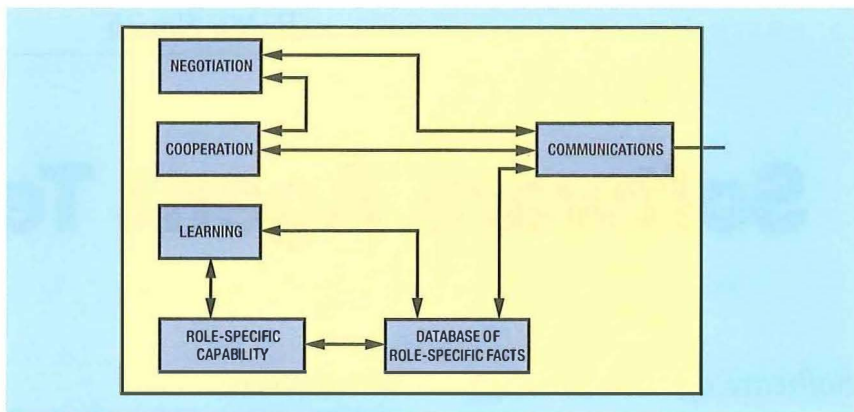 NEGOTIATION
COOPERATION
COMMUNICATIONS
LEARNING
ROLE-SPECIFIC
CAPABILITY
DATABASE OF
ROLE-SPECIFIC FACTS